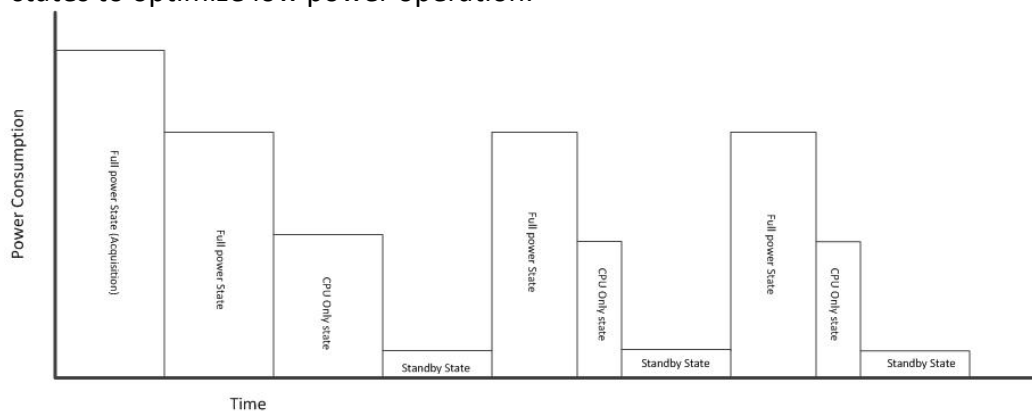 states to optimize low power operation.
Power Consumption
Full power State (Acquisition)
Full power State
CPU Only state
Standby State
Full power State
CPU Only state
Standby State
Full power State
CPU Only state
Standby State
Time